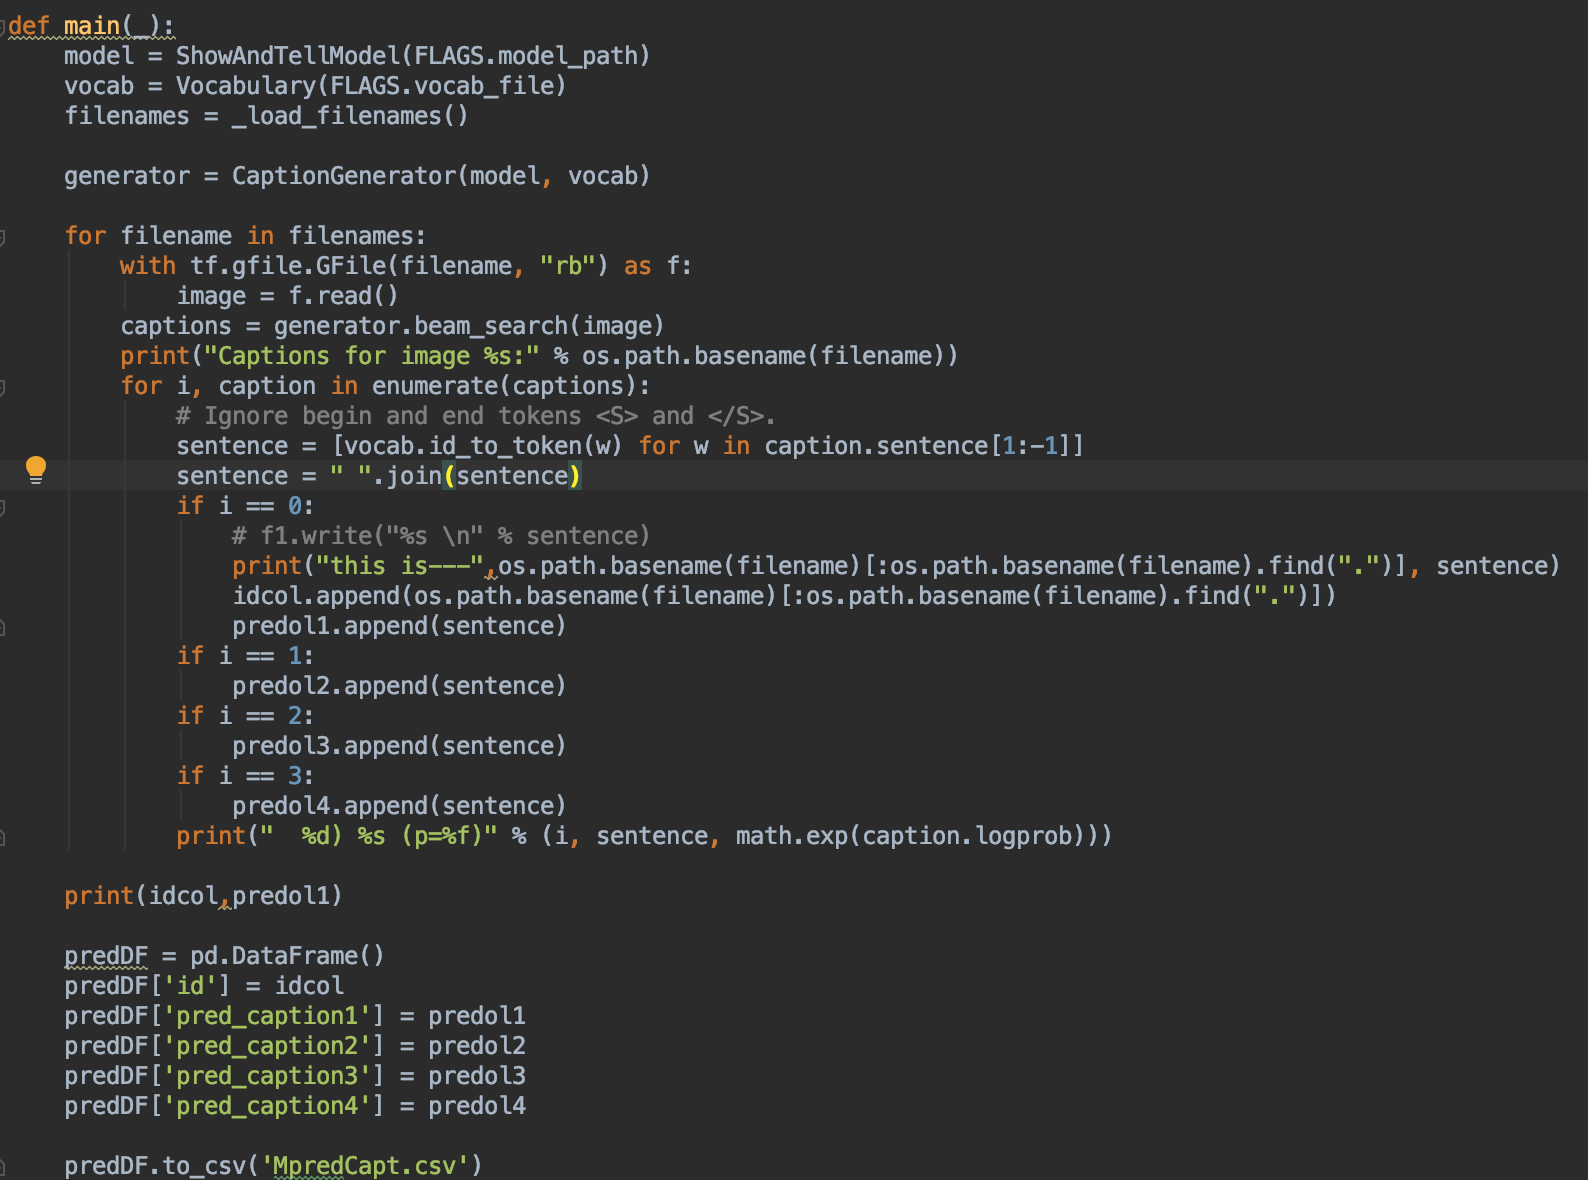 def main(_):
    model = ShowAndTellModel(FLAGS.model_path)
    vocab = Vocabulary(FLAGS.vocab_file)
    filenames = _load_filenames()

    generator = CaptionGenerator(model, vocab)

    for filename in filenames:
        with tf.gfile.GFile(filename, "rb") as f:
            image = f.read()
        captions = generator.beam_search(image)
        print("Captions for image %s:" % os.path.basename(filename))
        for i, caption in enumerate(captions):
            # Ignore begin and end tokens <S> and </S>.
            sentence = [vocab.id_to_token(w) for w in caption.sentence[1:-1]]
            sentence = " ".join(sentence)
            if i == 0:
                # f1.write("%s \n" % sentence)
                print("this is---",os.path.basename(filename)[:os.path.basename(filename).find(".")], sentence)
                idcol.append(os.path.basename(filename)[:os.path.basename(filename).find(".")])
                predol1.append(sentence)
            if i == 1:
                predol2.append(sentence)
            if i == 2:
                predol3.append(sentence)
            if i == 3:
                predol4.append(sentence)
            print("  %d) %s (p=%f)" % (i, sentence, math.exp(caption.logprob)))

    print(idcol,predol1)

    predDF = pd.DataFrame()
    predDF['id'] = idcol
    predDF['pred_caption1'] = predol1
    predDF['pred_caption2'] = predol2
    predDF['pred_caption3'] = predol3
    predDF['pred_caption4'] = predol4

    predDF.to_csv('MpredCapt.csv')